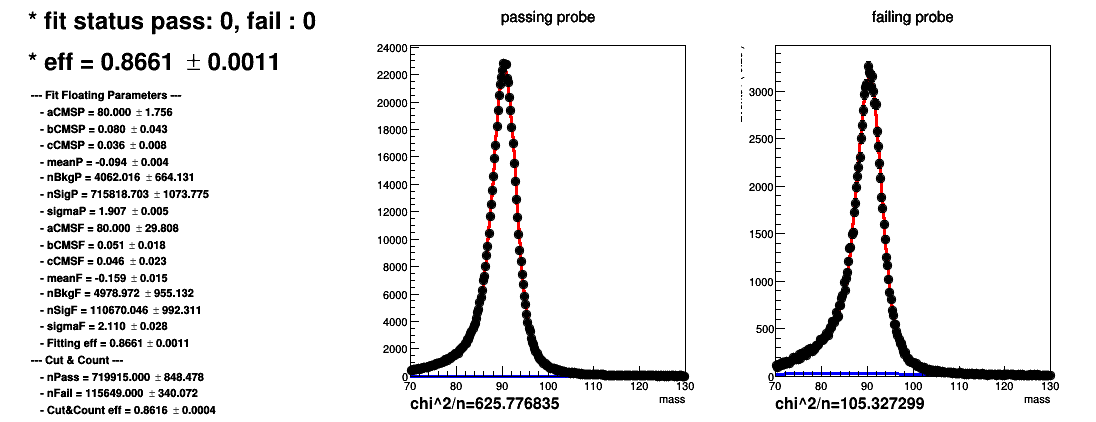 * fit status pass: 0, fail : 0
* eff = 0.8661 ± 0.0011
--- Fit Floating Parameters ---
- aCMSP = 80.000 ± 1.756
- bCMSP = 0.080 ± 0.043
- cCMSP = 0.036 ± 0.008
- meanP = -0.094 ± 0.004
- nBkgP = 4062.016 ± 664.131
- nSigP = 715818.703 ± 1073.775
- sigmaP = 1.907 ± 0.005
- aCMSF = 80.000 ± 29.808
- bCMSF = 0.051 ± 0.018
- cCMSF = 0.046 ± 0.023
- meanF = -0.159 ± 0.015
- nBkgF = 4978.972 ± 955.132
- nSigF = 110670.046 ± 992.311
- sigmaF = 2.110 ± 0.028
- Fitting eff = 0.8661 ± 0.0011
--- Cut & Count ---
- nPass = 719915.000 ± 848.478
- nFail = 115649.000 ± 340.072
- Cut&Count eff = 0.8616 ± 0.0004
passing probe
24000
22000
20000
18000
16000
14000
12000
10000
8000
6000
4000
2000
0
70 80 90 100 110 120 130
mass
chi^2/n=625.776835
failing probe
3000
2500
2000
1500
1000
500
0
70 80 90 100 110 120 130
mass
chi^2/n=105.327299